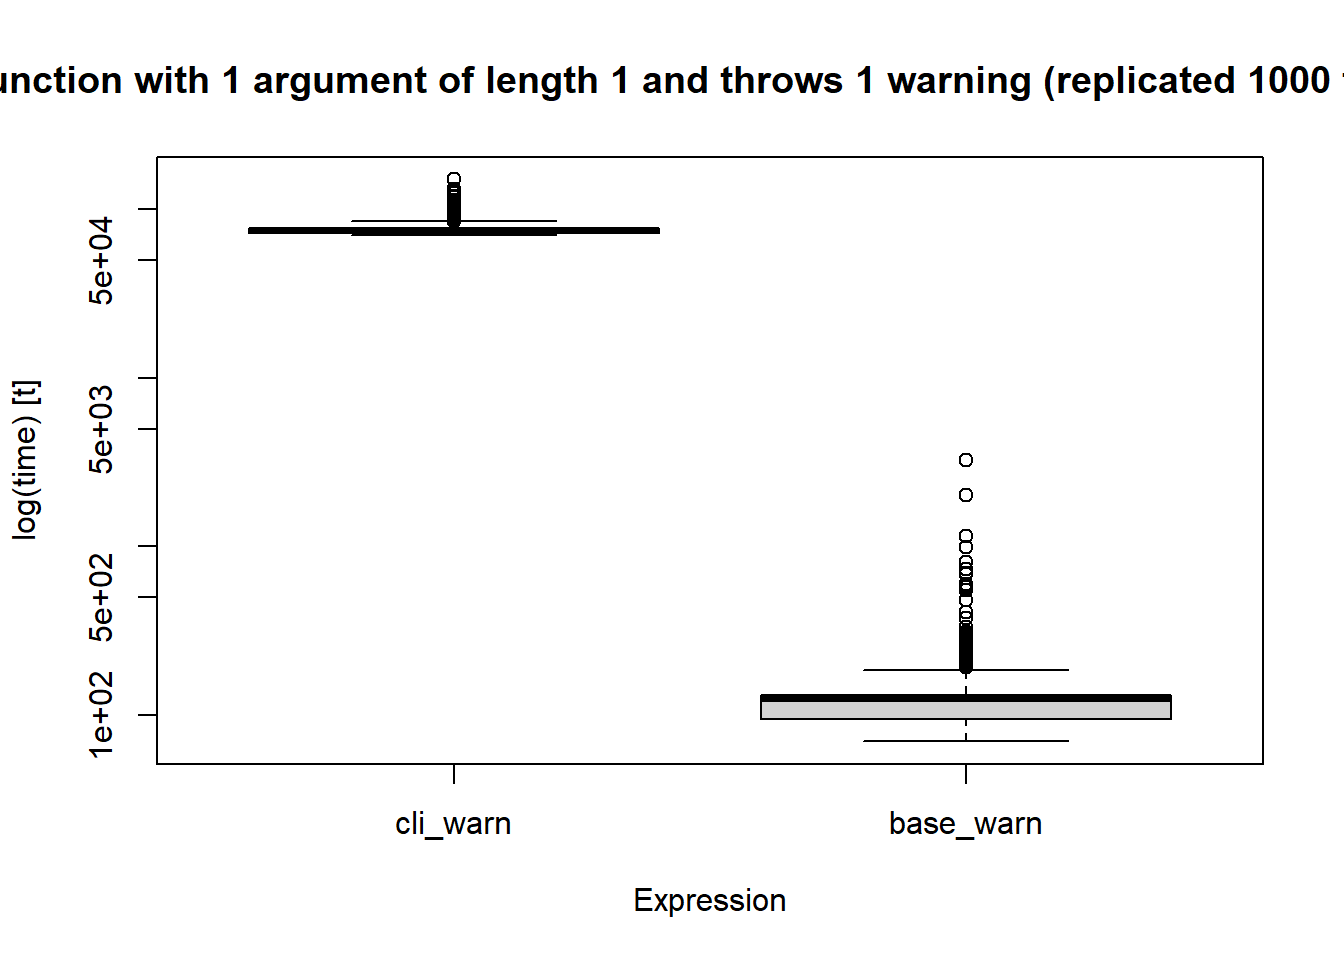 unction with 1 argument of length 1 and throws 1 warning (replicated 1000
log(time) [t]
5e+04
5e+03
5e+02
1e+02
cli_warn
base_warn
Expression